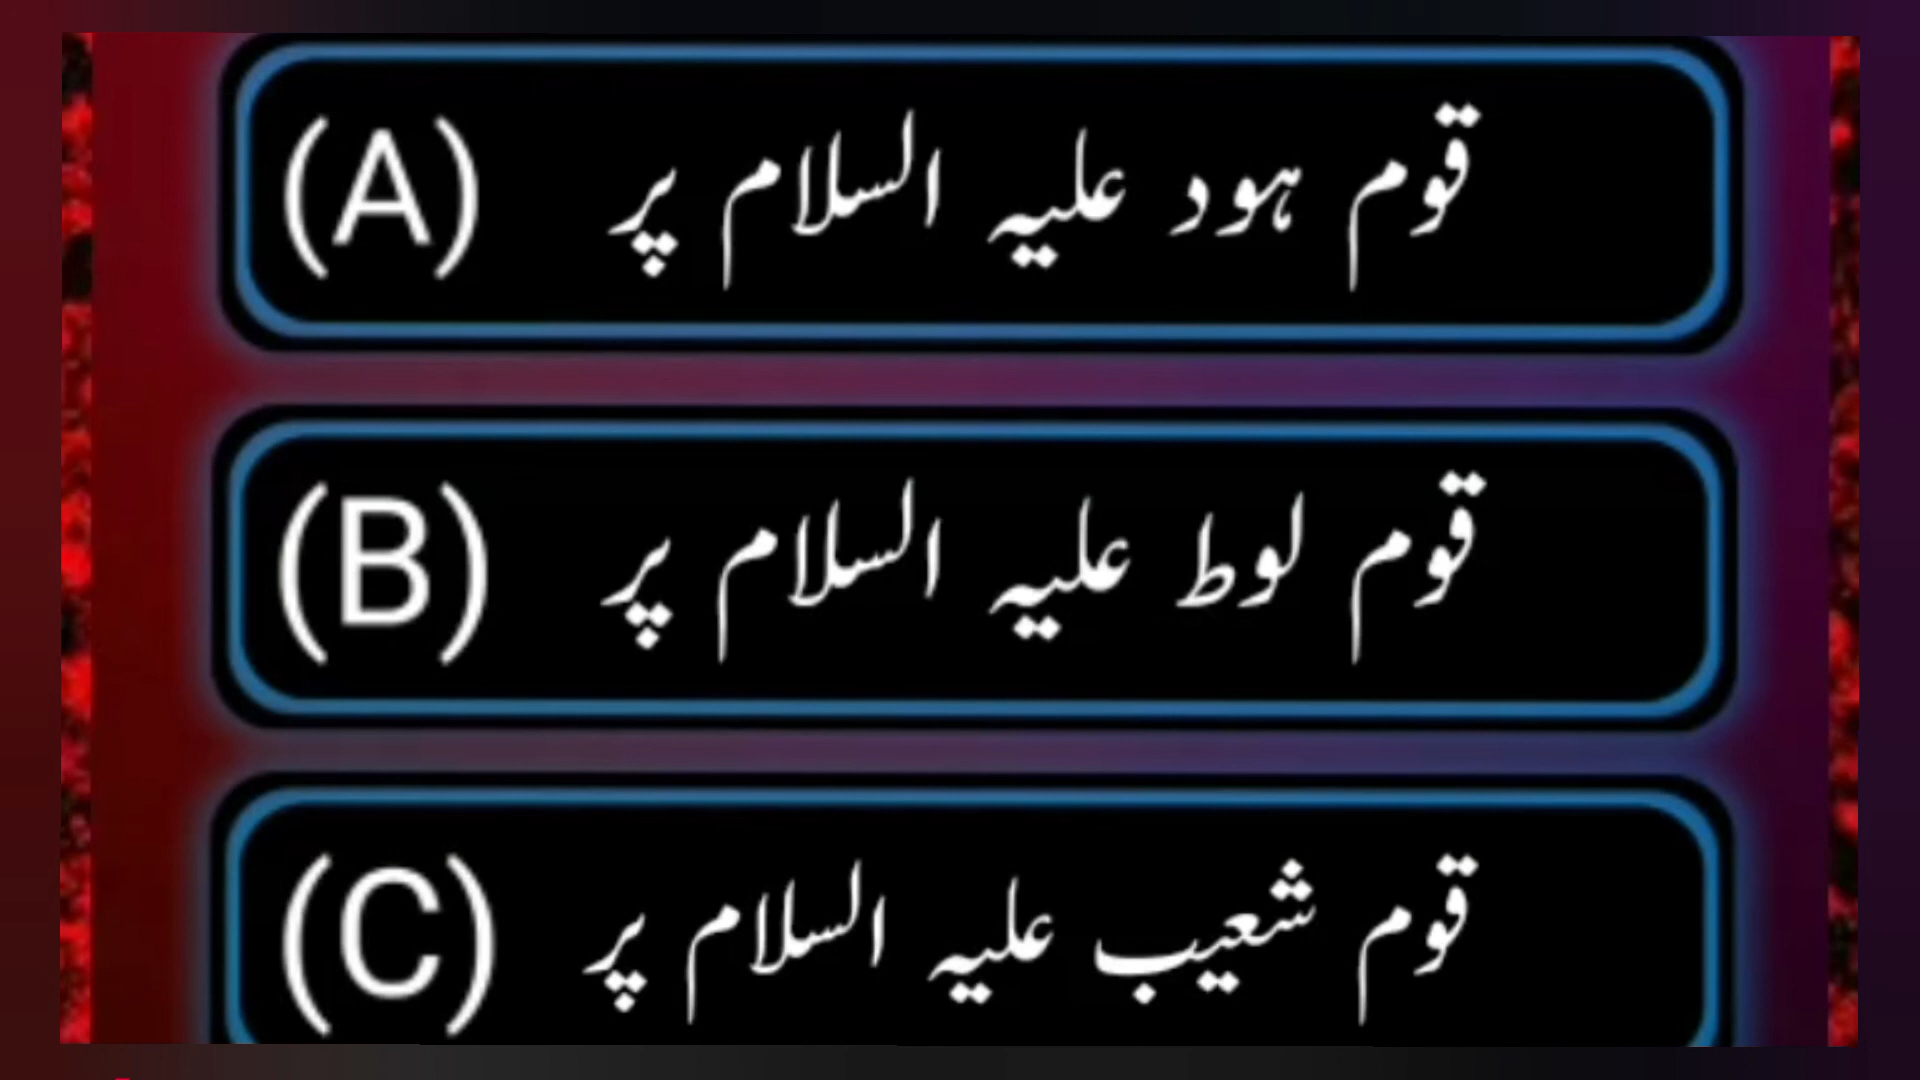 (A) قوم ہود علیہ السلام پر
(B) قوم لوط علیہ السلام پر
(C) قوم شعیب علیہ السلام پر